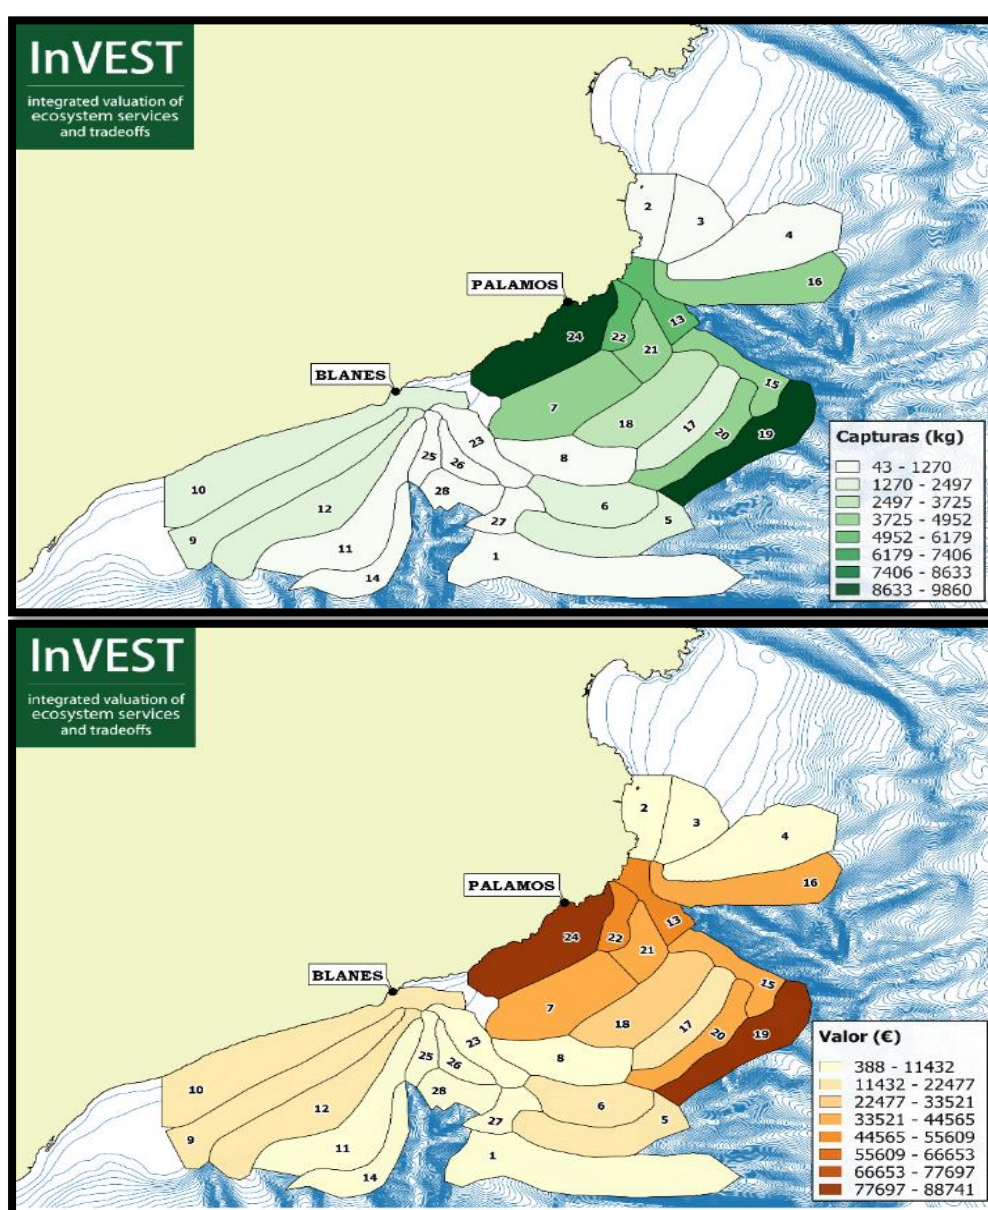 InVEST
integrated valuation of
ecosystem services
and tradeoffs
2
3
4
PALAMOS
16
24
22
13
21
BLANES
15
7
18
17
20
19
23
25
26
8
28
10
12
6
5
27
9
11
1
14
Capturas (kg)
43 - 1270
1270 - 2497
2497 - 3725
3725 - 4952
4952 - 6179
6179 - 7406
7406 - 8633
8633 - 9860
InVEST
integrated valuation of
ecosystem services
and tradeoffs
2
3
4
PALAMOS
16
24
22
13
21
BLANES
15
7
18
17
20
19
23
25
26
8
28
10
12
6
5
27
9
11
1
14
Valor (€)
388 - 11432
11432 - 22477
22477 - 33521
33521 - 44565
44565 - 55609
55609 - 66653
66653 - 77697
77697 - 88741